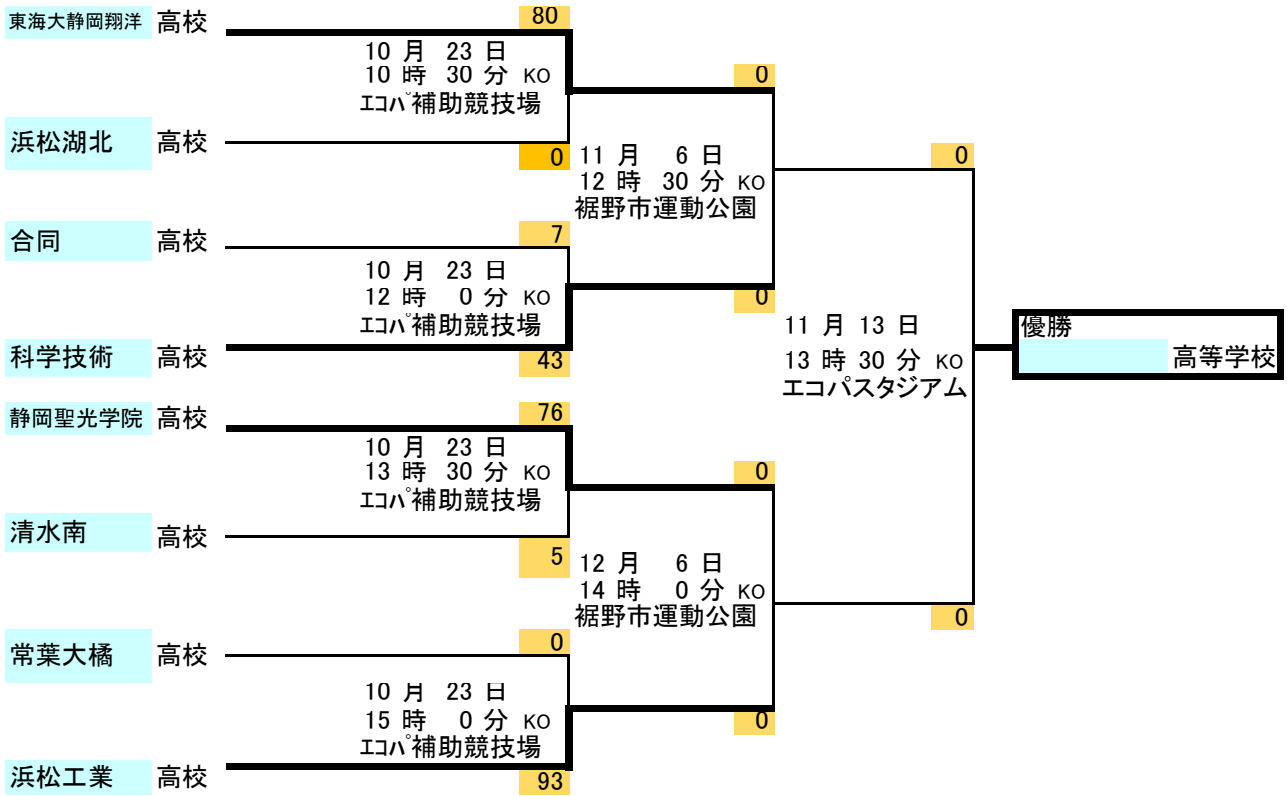 東海大静岡翔洋 高校
80
10 月 23 日
10 時 30 分 KO
エコパ補助競技場
浜松湖北 高校
0
0
11 月 6 日
12 時 30 分 KO
裾野市運動公園
合同 高校
7
10 月 23 日
12 時 0 分 KO
エコパ補助競技場
科学技術 高校
43
0
0
11 月 13 日
13 時 30 分 KO
エコパスタジアム
優勝
高等学校
静岡聖光学院 高校
76
10 月 23 日
13 時 30 分 KO
エコパ補助競技場
清水南 高校
5
0
12 月 6 日
14 時 0 分 KO
裾野市運動公園
常葉大橘 高校
0
10 月 23 日
15 時 0 分 KO
エコパ補助競技場
浜松工業 高校
93
0
0